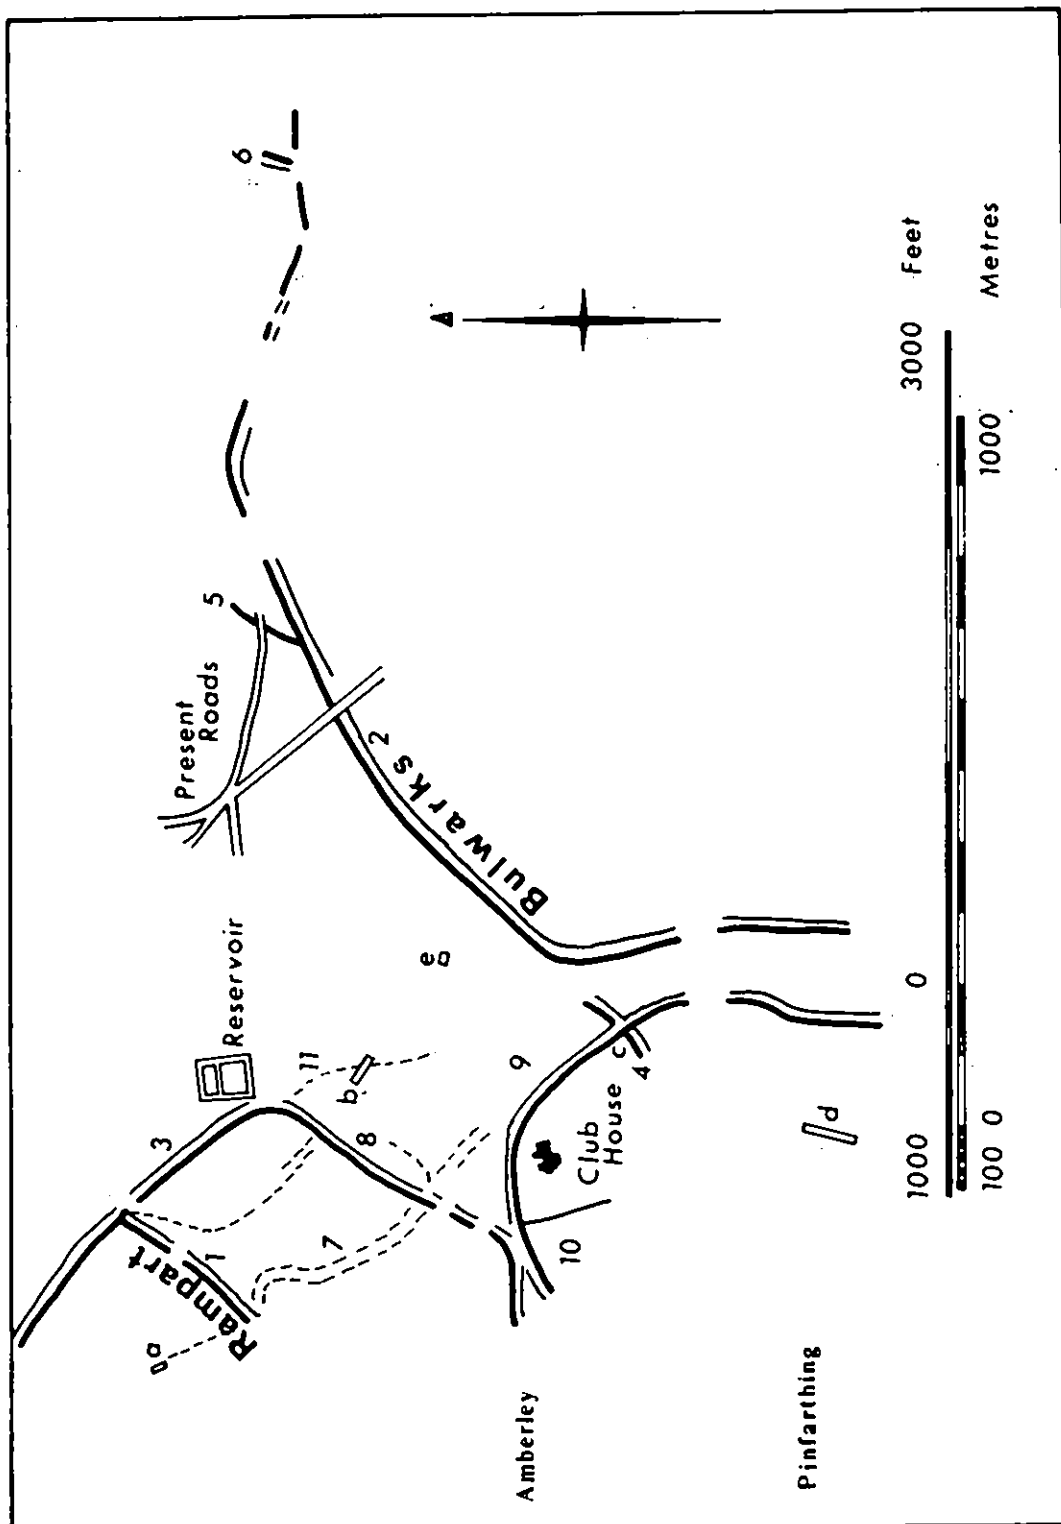 a
Rampart
3
Present
Roads
1
5
6
Reservoir
11
7
b
8
2
e
Bulwarks
9
Amberley
10
Club
House
c
4
Pinfarthing
d
1000 0 3000 Feet
100 0 1000 Metres